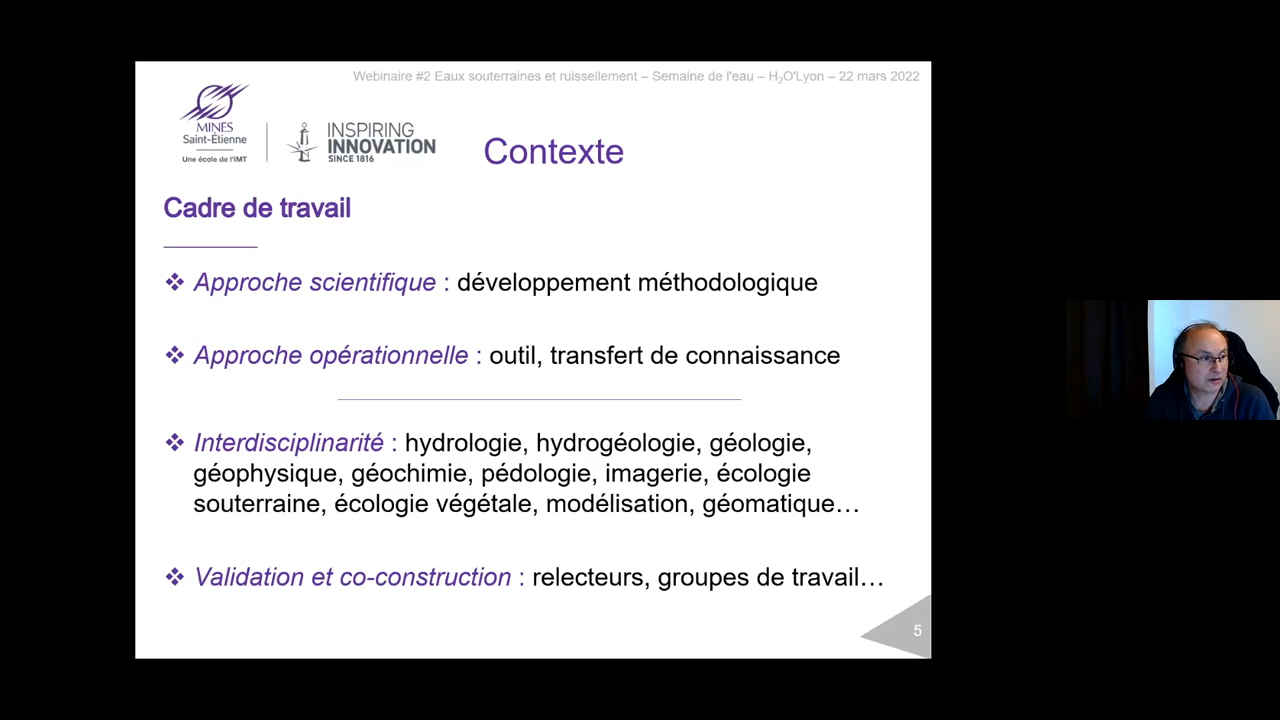 Webinaire #2 Eaux souterraines et ruissellement – Semaine de l'eau – H₂O'Lyon – 22 mars 2022
MINES
Saint-Étienne
Une école de l'IMT
INSPIRING
INNOVATION
SINCE 1816
Contexte
Cadre de travail
❖ Approche scientifique : développement méthodologique
❖ Approche opérationnelle : outil, transfert de connaissance
❖ Interdisciplinarité : hydrologie, hydrogéologie, géologie,
géophysique, géochimie, pédologie, imagerie, écologie
souterraine, écologie végétale, modélisation, géomatique…
❖ Validation et co-construction : relecteurs, groupes de travail…
5